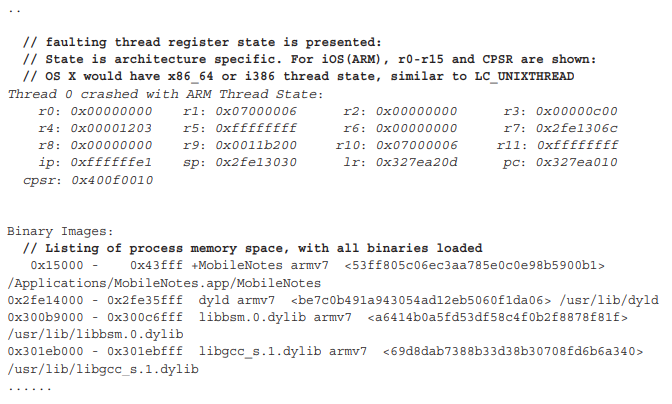 ..
// faulting thread register state is presented:
// State is architecture specific. For iOS(ARM), r0-r15 and CPSR are shown:
// OS X would have x86_64 or i386 thread state, similar to LC_UNIXTHREAD
Thread 0 crashed with ARM Thread State:
r0: 0x00000000 r1: 0x07000006 r2: 0x00000000 r3: 0x00000c00
r4: 0x00001203 r5: 0xffffffff r6: 0x00000000 r7: 0x2fe1306c
r8: 0x00000000 r9: 0x0011b200 r10: 0x07000006 r11: 0xffffffff
ip: 0xffffffe1 sp: 0x2fe13030 lr: 0x327ea20d pc: 0x327ea010
cpsr: 0x400f0010
Binary Images:
// Listing of process memory space, with all binaries loaded
0x15000 - 0x43fff +MobileNotes armv7 <53ff805c06ec3aa785e0c0e98b5900b1>
/Applications/MobileNotes.app/MobileNotes
0x2fe14000 - 0x2fe35fff dyld armv7 <be7c0b491a943054ad12eb5060f1da06> /usr/lib/dyld
0x300b9000 - 0x300c6fff libbsm.0.dylib armv7 <a6414b0a5fd53df58c4f0b2f8878f81f>
/usr/lib/libbsm.0.dylib
0x301eb000 - 0x301ebfff libgcc_s.1.dylib armv7 <69d8dab7388b33d38b30708fd6b6a340>
/usr/lib/libgcc_s.1.dylib
......